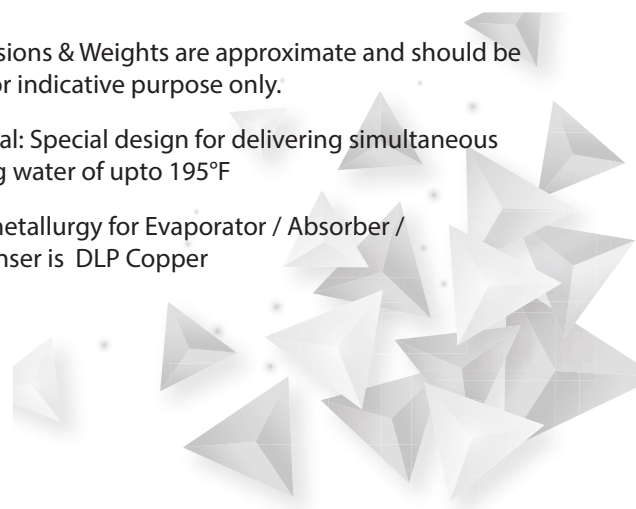 sions & Weights are approximate and should be
or indicative purpose only.
al: Special design for delivering simultaneous
g water of upto 195°F
etallurgy for Evaporator / Absorber /
nser is DLP Copper